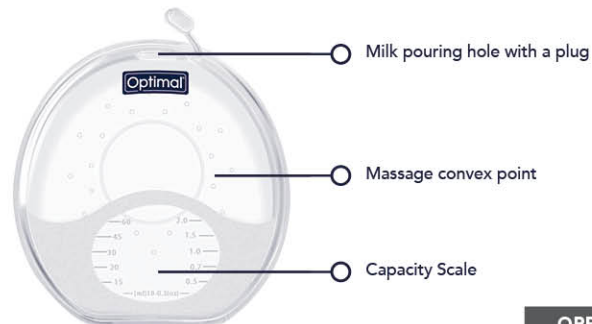 Milk pouring hole with a plug
Optimal
Massage convex point
60 2.0
45 1.5
30 1.0
20 0.7
15 0.5
Capacity Scale